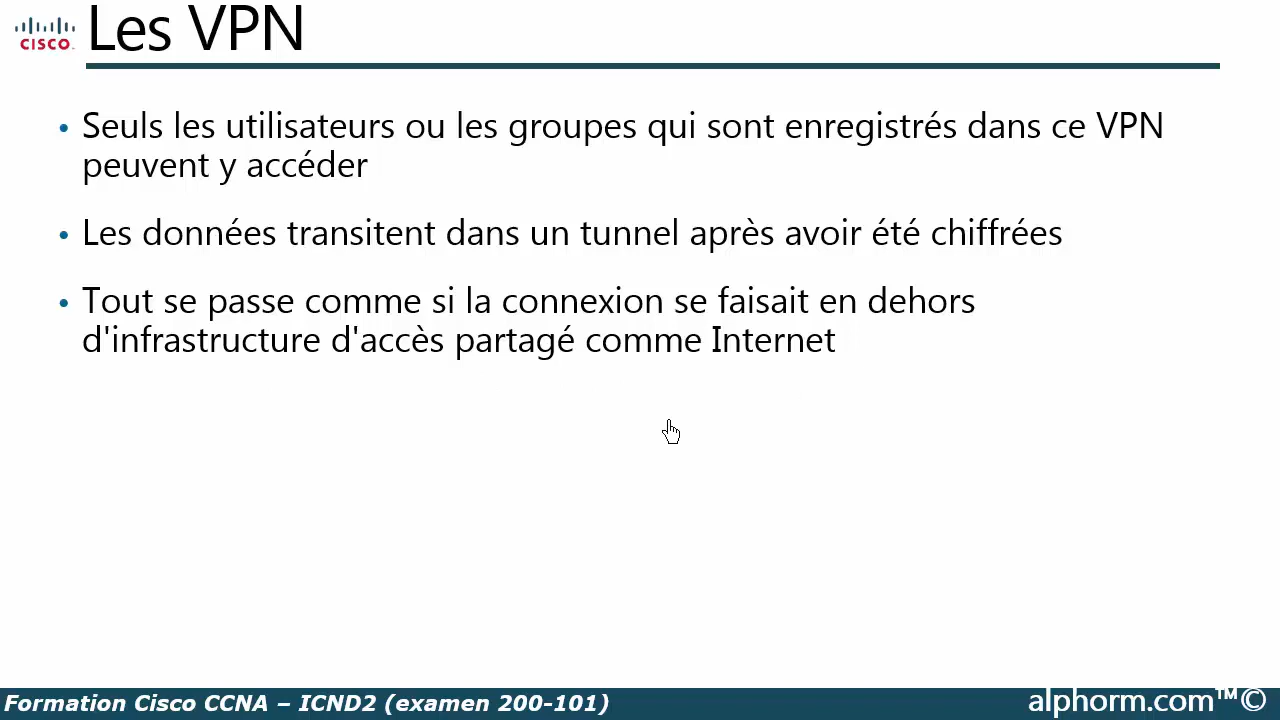 CISCO
Les VPN
• Seuls les utilisateurs ou les groupes qui sont enregistrés dans ce VPN
peuvent y accéder
• Les données transitent dans un tunnel après avoir été chiffrées
• Tout se passe comme si la connexion se faisait en dehors
d'infrastructure d'accès partagé comme Internet
Formation Cisco CCNA – ICND2 (examen 200-101)
alphorm.com™©